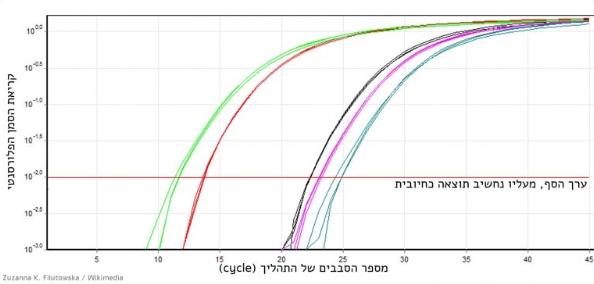 קריאת הסמן הפלורסנטי
10^0.0
10^-0.5
10^-1.0
10^-1.5
10^-2.0
10^-2.5
10^-3.0
ערך הסף, מעליו נחשיב תוצאה כחיובית
5 10 15 20 25 30 35 40 45
מספר הסבבים של התהליך (cycle)
Zuzanna K. Filutowska / Wikimedia